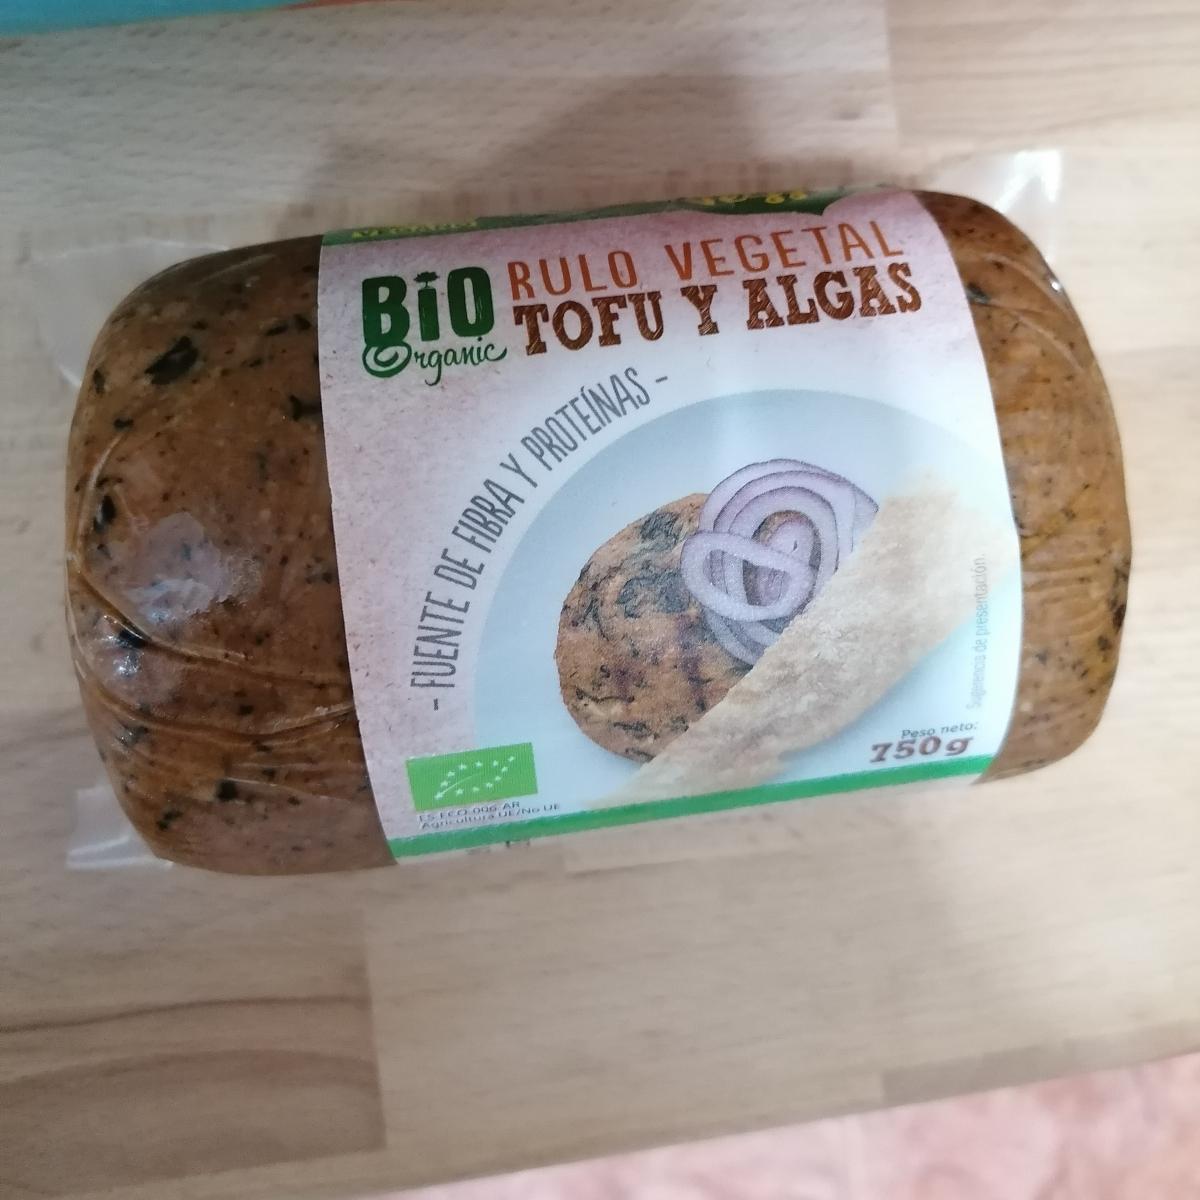 BiO
Organic
RULO VEGETAL
TOFU Y ALGAS
- FUENTE DE FIBRA Y PROTEÍNAS -
Sugerencia de presentación.
Peso neto:
750g
ES-ECO-006-AR
Agricultura UE/No UE